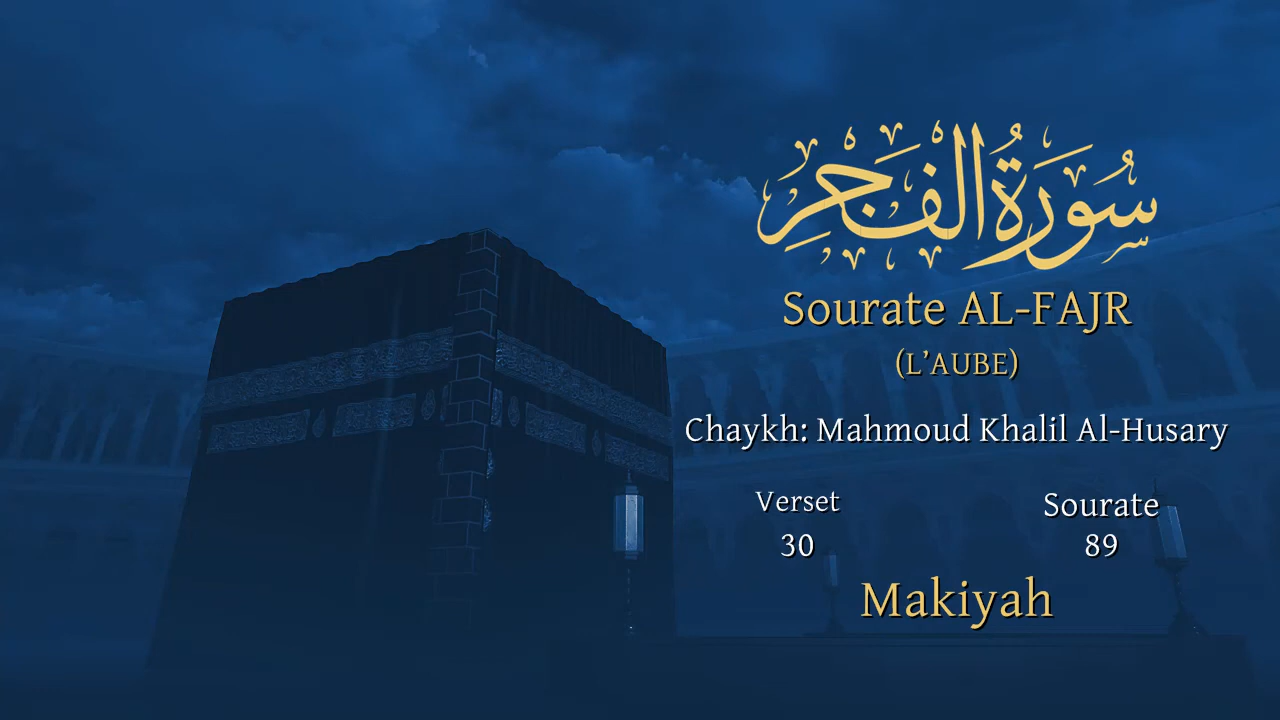 سُورَةُ الفَجْرِ
Sourate AL-FAJR
(L’AUBE)
Chaykh: Mahmoud Khalil Al-Husary
Verset
30
Sourate
89
Makiyah